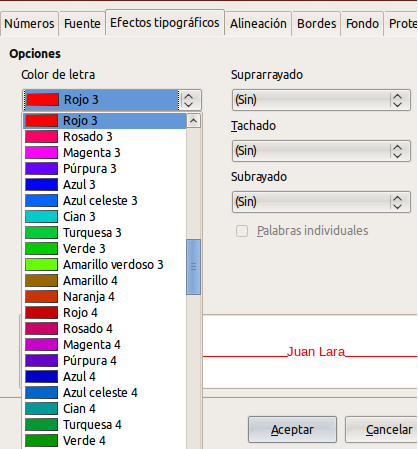 Números Fuente Efectos tipográficos Alineación Bordes Fondo Prote
Opciones
Color de letra
Rojo 3
Rojo 3
Rosado 3
Magenta 3
Púrpura 3
Azul 3
Azul celeste 3
Cian 3
Turquesa 3
Verde 3
Amarillo verdoso 3
Amarillo 4
Naranja 4
Rojo 4
Rosado 4
Magenta 4
Púrpura 4
Azul 4
Azul celeste 4
Cian 4
Turquesa 4
Verde 4
Suprarrayado
(Sin)
Tachado
(Sin)
Subrayado
(Sin)
Palabras individuales
Juan Lara
Aceptar Cancelar